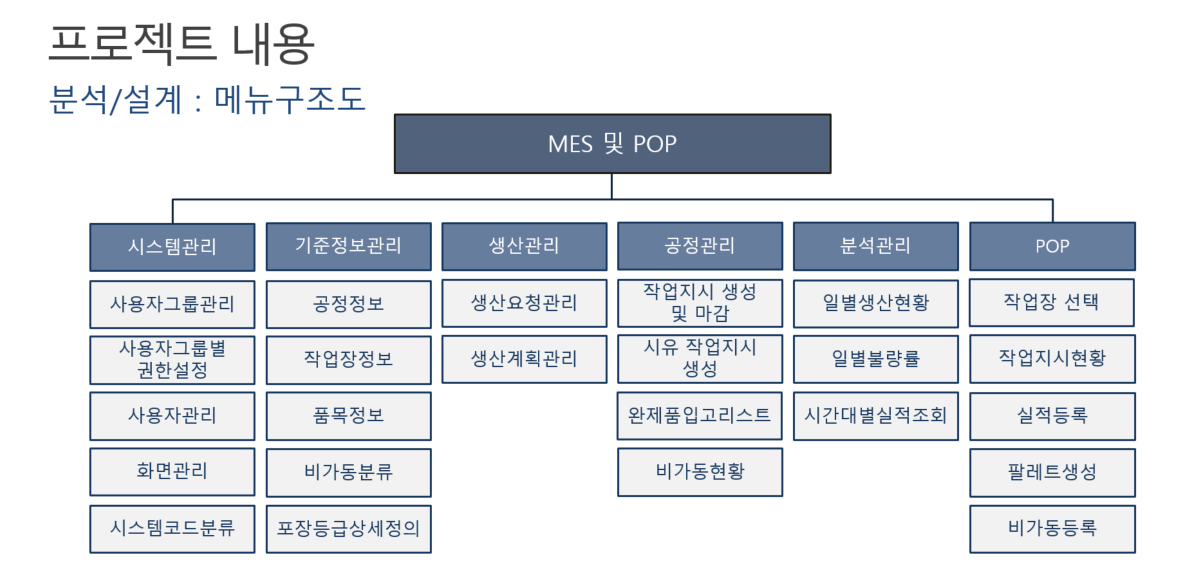 프로젝트 내용
분석/설계 : 메뉴구조도
MES 및 POP
시스템관리
기준정보관리
생산관리
공정관리
분석관리
POP
사용자그룹관리
공정정보
생산요청관리
작업지시 생성
및 마감
일별생산현황
작업장 선택
사용자그룹별
권한설정
작업장정보
생산계획관리
시유 작업지시
생성
일별불량률
작업지시현황
사용자관리
품목정보
완제품입고리스트
시간대별실적조회
실적등록
화면관리
비가동분류
비가동현황
팔레트생성
시스템코드분류
포장등급상세정의
비가동등록